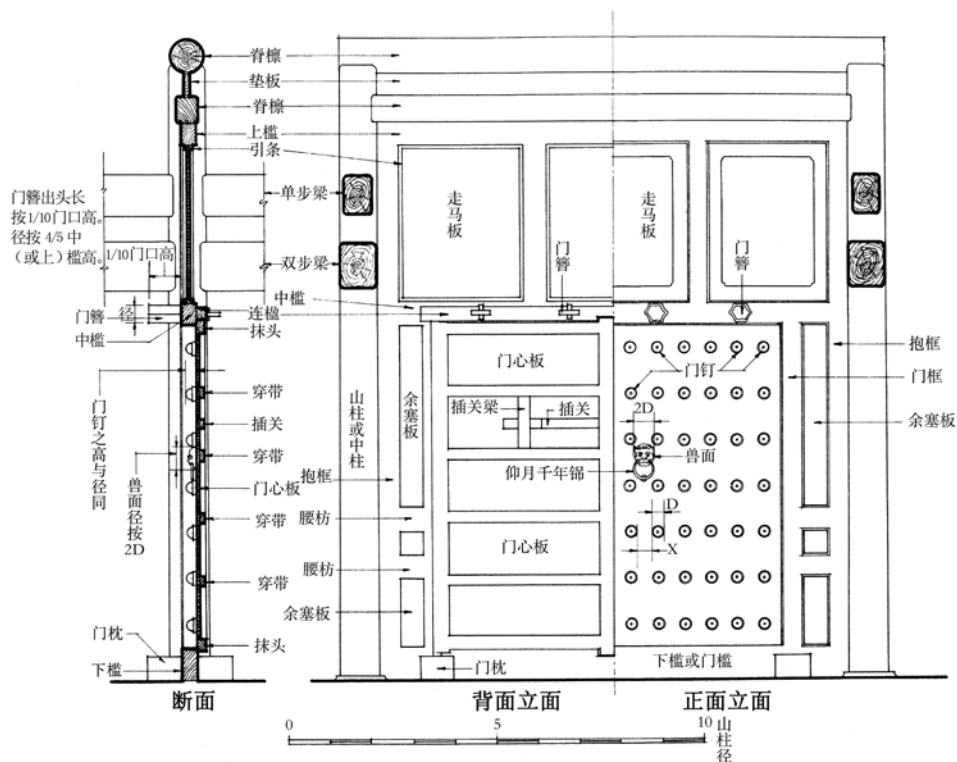 脊檩
垫板
脊檩
上槛
引条
门簪出头长
按1/10门口高。
径按 4/5 中
(或上)槛高。
1/10门口高
单步梁
双步梁
走马板
走马板
门簪
门簪
中槛
门簪
径
连楹
中槛
抹头
抱框
门框
余塞板
门心板
门钉
穿带
插关
穿带
门心板
穿带
穿带
抹头
门钉之高与径同
兽面径按2D
山柱或中柱
余塞板
插关梁
插关
2D
兽面
仰月千年锦
抱框
D
X
腰枋
门心板
腰枋
余塞板
门枕
下槛
门枕
下槛或门槛
断面
背面立面
正面立面
0
5
10
山柱径